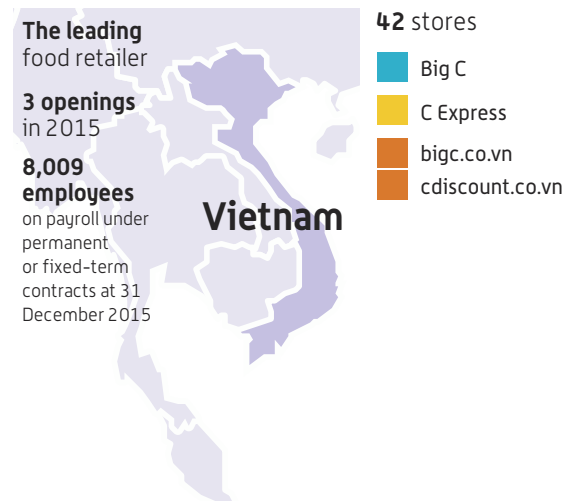 The leading
food retailer
3 openings
in 2015
8,009
employees
on payroll under
permanent
or fixed-term
contracts at 31
December 2015
Vietnam
42 stores
Big C
C Express
bigc.co.vn
cdiscount.co.vn